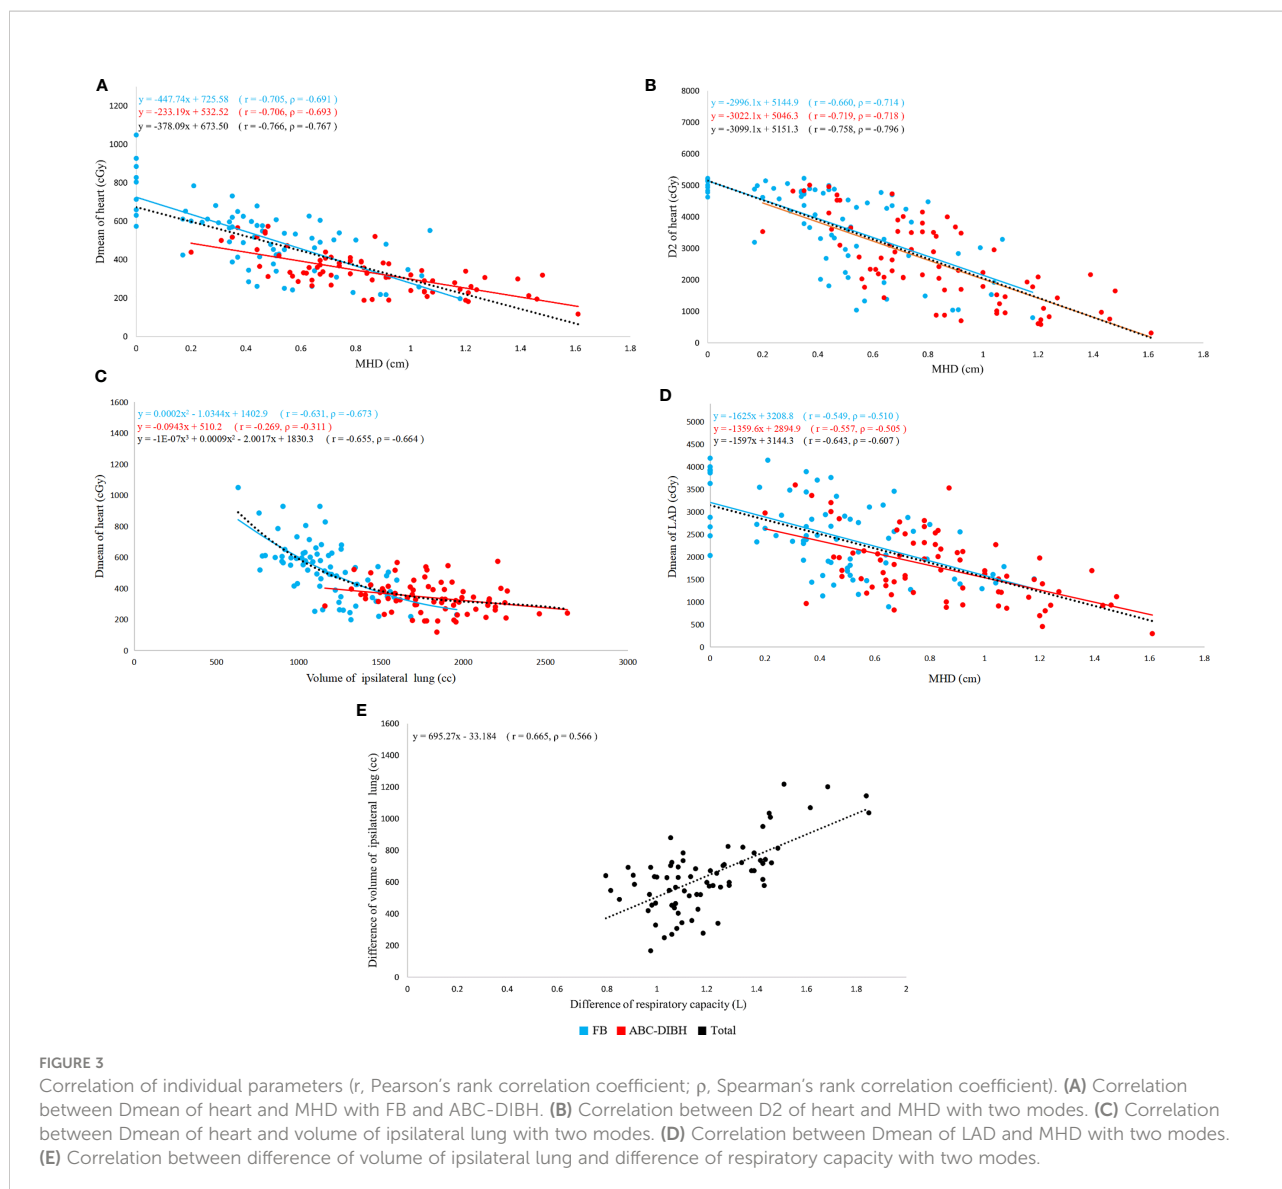 A
y = -447.74x + 725.58 ( r = -0.705, ρ = -0.691 )
y = -233.19x + 532.52 ( r = -0.706, ρ = -0.693 )
y = -378.09x + 673.50 ( r = -0.766, ρ = -0.767 )
Dmean of heart (cGy)
1200
1000
800
600
400
200
0
0 0.2 0.4 0.6 0.8 1.0 1.2 1.4 1.6 1.8
MHD (cm)
B
y = -2996.1x + 5144.9 ( r = -0.660, ρ = -0.714 )
y = -3022.1x + 5046.3 ( r = -0.719, ρ = -0.718 )
y = -3099.1x + 5151.3 ( r = -0.758, ρ = -0.796 )
D2 of heart (cGy)
8000
7000
6000
5000
4000
3000
2000
1000
0
0 0.2 0.4 0.6 0.8 1 1.2 1.4 1.6 1.8
MHD (cm)
C
y = 0.0002x² - 1.0344x + 1402.9 ( r = -0.631, ρ = -0.673 )
y = -0.0943x + 510.2 ( r = -0.269, ρ = -0.311 )
y = -1E-07x³ + 0.0009x² - 2.0017x + 1830.3 ( r = -0.655, ρ = -0.664 )
Dmean of heart (cGy)
1600
1400
1200
1000
800
600
400
200
0
0 500 1000 1500 2000 2500 3000
Volume of ipsilateral lung (cc)
D
y = -1625x + 3208.8 ( r = -0.549, ρ = -0.510 )
y = -1359.6x + 2894.9 ( r = -0.557, ρ = -0.505 )
y = -1597x + 3144.3 ( r = -0.643, ρ = -0.607 )
Dmean of LAD (cGy)
5000
4500
4000
3500
3000
2500
2000
1500
1000
500
0
0 0.2 0.4 0.6 0.8 1 1.2 1.4 1.6 1.8
MHD (cm)
E
y = 695.27x - 33.184 ( r = 0.665, ρ = 0.566 )
Difference of volume of ipsilateral lung (cc)
1600
1400
1200
1000
800
600
400
200
0
0 0.2 0.4 0.6 0.8 1 1.2 1.4 1.6 1.8 2
Difference of respiratory capacity (L)
FB ABC-DIBH Total
FIGURE 3
Correlation of individual parameters (r, Pearson’s rank correlation coefficient; ρ, Spearman’s rank correlation coefficient). (A) Correlation
between Dmean of heart and MHD with FB and ABC-DIBH. (B) Correlation between D2 of heart and MHD with two modes. (C) Correlation
between Dmean of heart and volume of ipsilateral lung with two modes. (D) Correlation between Dmean of LAD and MHD with two modes.
(E) Correlation between difference of volume of ipsilateral lung and difference of respiratory capacity with two modes.